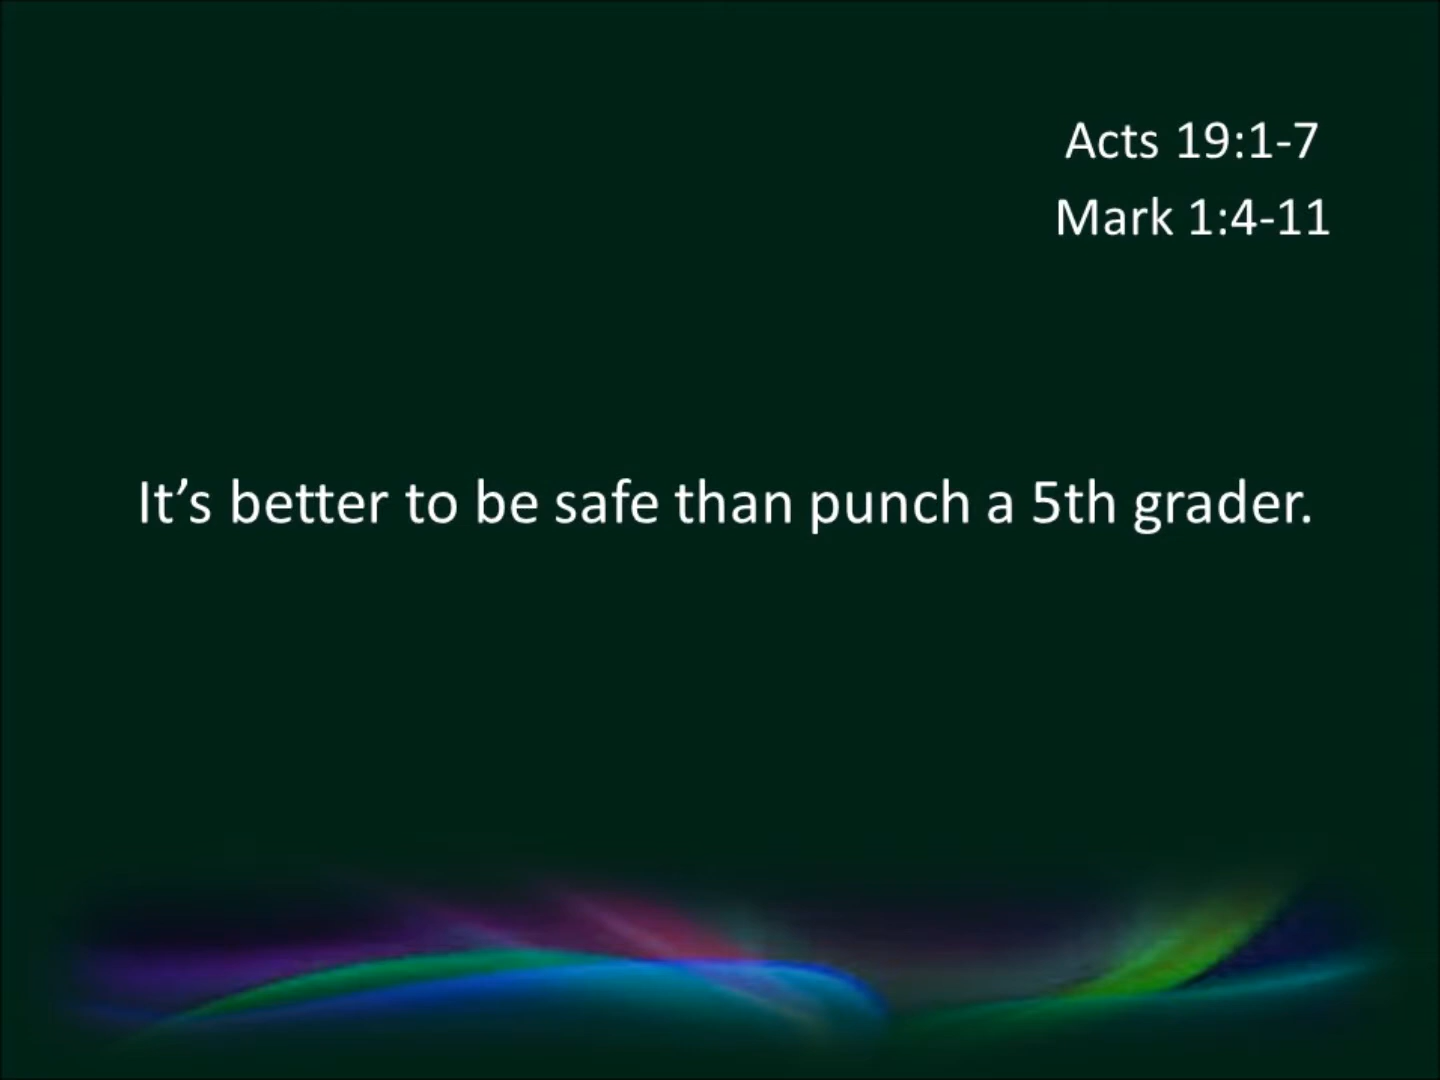 Acts 19:1-7
Mark 1:4-11
It’s better to be safe than punch a 5th grader.